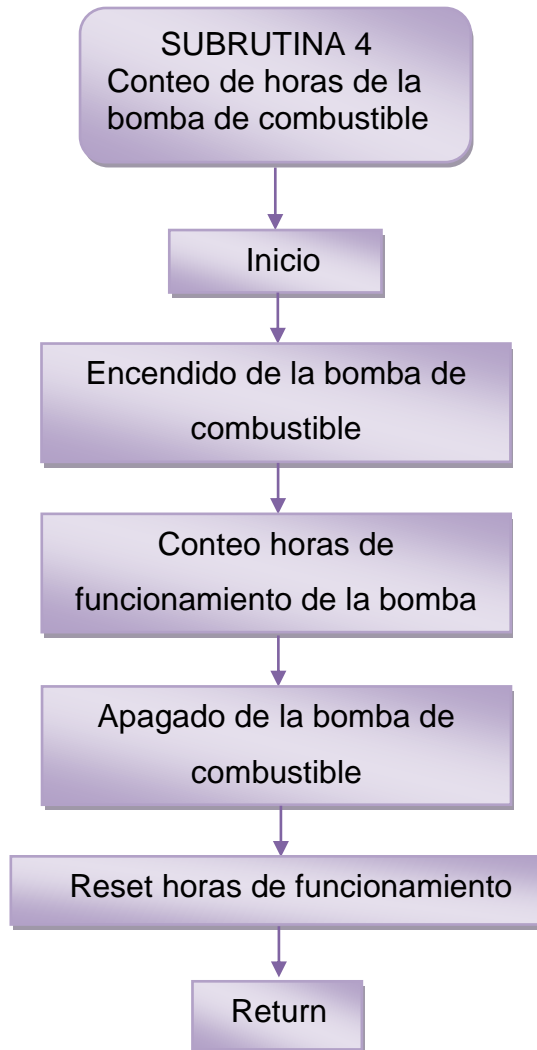 SUBRUTINA 4
Conteo de horas de la
bomba de combustible
Inicio
Encendido de la bomba de
combustible
Conteo horas de
funcionamiento de la bomba
Apagado de la bomba de
combustible
Reset horas de funcionamiento
Return